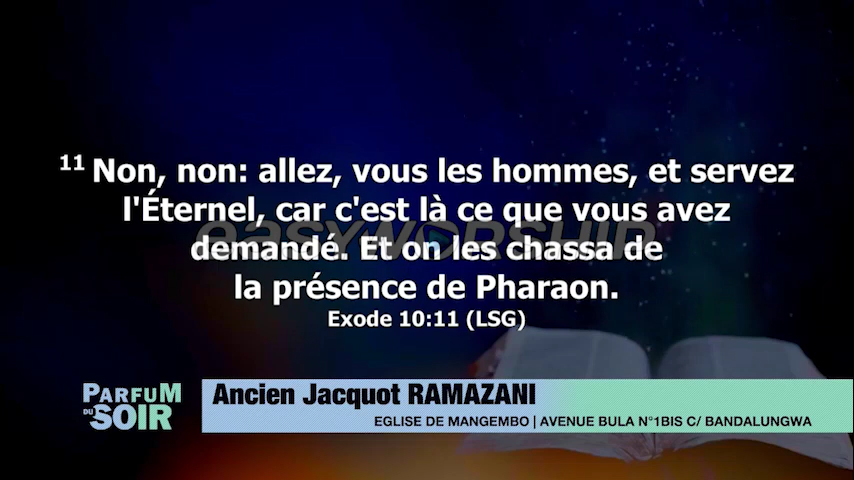 11 Non, non: allez, vous les hommes, et servez
l'Éternel, car c'est là ce que vous avez
easyworship
demandé. Et on les chassa de
la présence de Pharaon.
Exode 10:11 (LSG)
PARFUM
DU
SOIR
Ancien Jacquot RAMAZANI
EGLISE DE MANGEMBO | AVENUE BULA N°1BIS C/ BANDALUNGWA